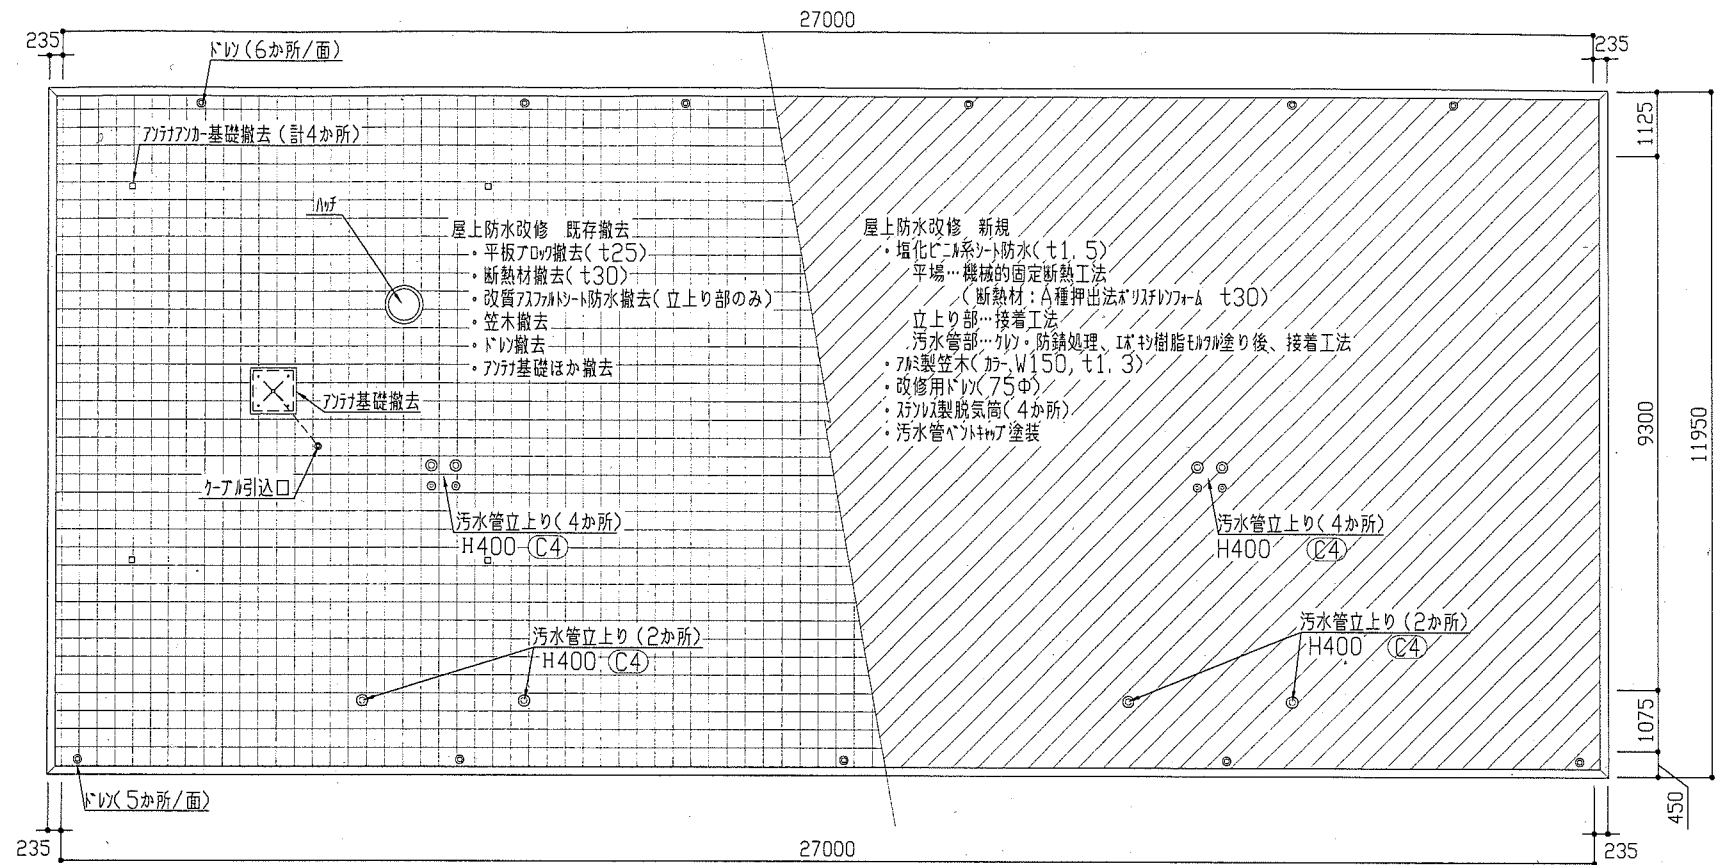 27000
235
235
ドレン(6か所/面)
アンテナアンカー基礎撤去(計4か所)
ハッチ
屋上防水改修 既存撤去
・平板ブロック撤去(t25)
・断熱材撤去(t30)
・改質アスファルトシート防水撤去(立上り部のみ)
・笠木撤去
・ドレン撤去
・アンテナ基礎ほか撤去
アンテナ基礎撤去
ケーブル引込口
汚水管立上り(4か所)
H400 C4
汚水管立上り(2か所)
H400 C4
ドレン(5か所/面)
屋上防水改修 新規
・塩化ビニル系シート防水(t1.5)
平場…機械的固定断熱工法
(断熱材:A種押出法ポリスチレンフォーム t30)
立上り部…接着工法
汚水管部…ケレン・防錆処理、エポキシ樹脂モルタル塗り後、接着工法
・アルミ製笠木(カラー,W150,t1.3)
・改修用ドレン(75Φ)
・ステンレス製脱気筒(4か所)
・汚水管ベントキャップ塗装
汚水管立上り(4か所)
H400 C4
汚水管立上り(2か所)
H400 C4
1125
9300
11950
1075
450
235
27000
235